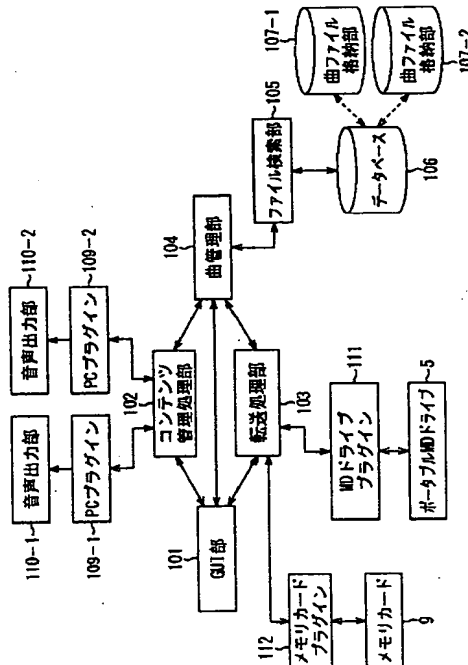 110-1
音声出力部
109-1
PCプラグイン
110-2
音声出力部
109-2
PCプラグイン
コンテンツ
管理処理部
102
104
曲管理部
101
GUI部
転送処理部
103
105
ファイル検索部
データベース
106
107-1
曲ファイル
格納部
曲ファイル
格納部
107-2
111
MDドライブ
プラグイン
5
ポータブルMDドライブ
112
メモリカード
プラグイン
メモリカード
9